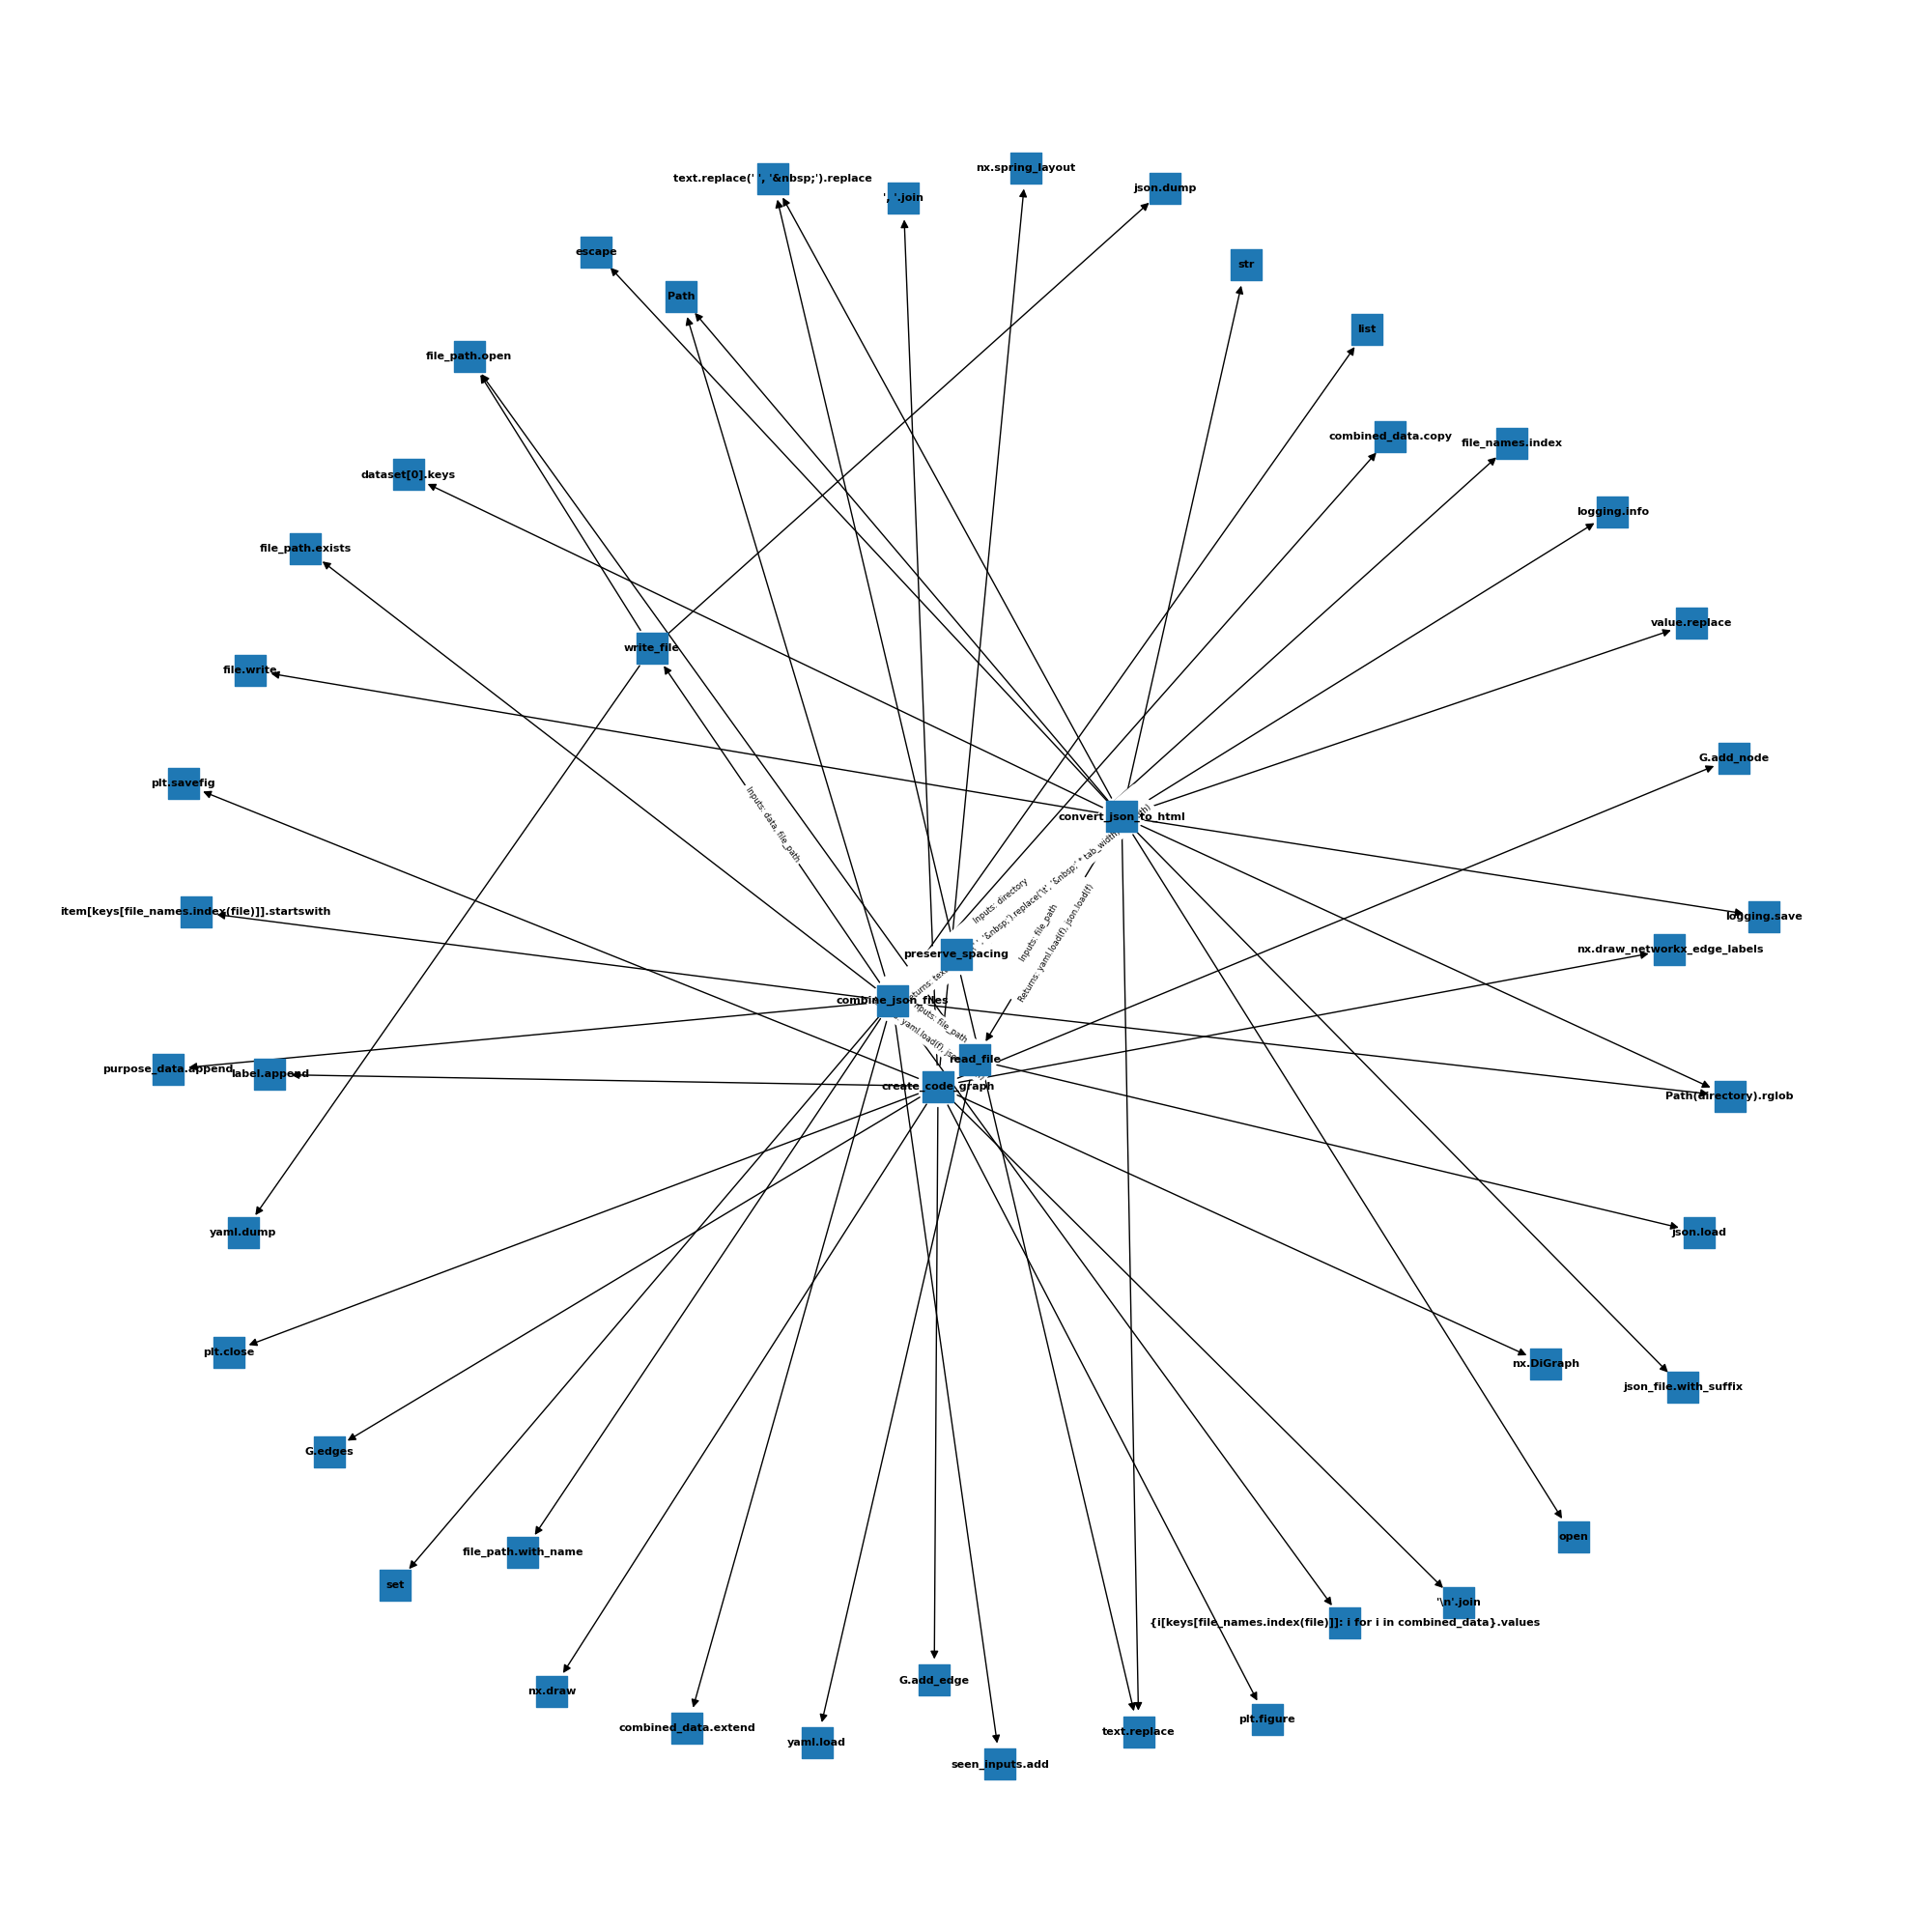 nx.spring_layout
text.replace(' ', '&nbsp;').replace
json.dump
', '.join
escape
str
Path
list
file_path.open
combined_data.copy
file_names.index
dataset[0].keys
logging.info
file_path.exists
value.replace
write_file
file.write
G.add_node
plt.savefig
convert_json_to_html
Inputs: data, file_path
Inputs: directory
Inputs: file_path
Returns: yaml.load(f), json.load(f)
item[keys[file_names.index(file)]].startswith
logging.save
nx.draw_networkx_edge_labels
preserve_spacing
combine_json_files
Inputs: file_path
read_file
purpose_data.append
label.append
create_code_graph
Path(directory).rglob
yaml.dump
json.load
plt.close
nx.DiGraph
json_file.with_suffix
G.edges
open
file_path.with_name
set
'\n'.join
{i[keys[file_names.index(file)]]: i for i in combined_data}.values
G.add_edge
nx.draw
plt.figure
combined_data.extend
text.replace
yaml.load
seen_inputs.add